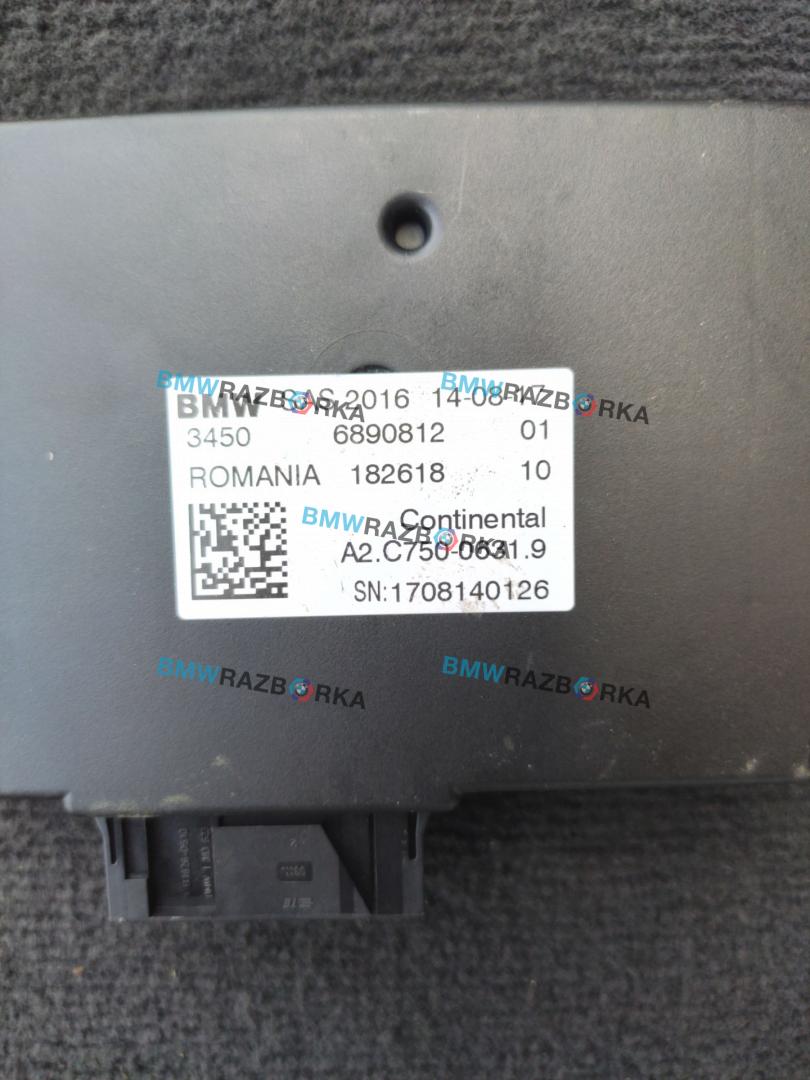 BMW SAS 2016 14-08-17
3450 6890812 01
ROMANIA 182618 10
Continental
A2.C750-0631.9
SN:1708140126
BMWRAZBORKA
BMWRAZBORKA
BMWRAZBORKA
BMWRAZBORKA
BMWRAZBORKA